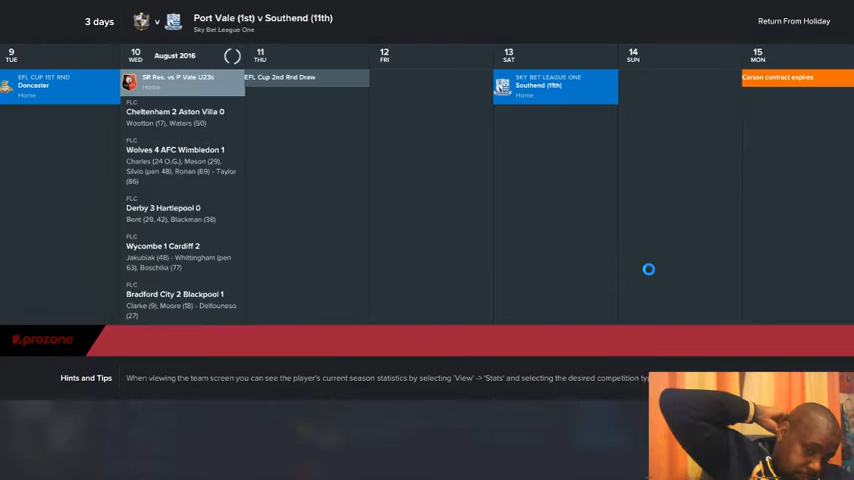 3 days
v
Port Vale (1st) v Southend (11th)
Sky Bet League One
Return From Holiday
9
TUE
10
WED
August 2016
11
THU
12
FRI
13
SAT
14
SUN
15
MON
EFL CUP 1ST RND
Doncaster
Home
SR Res. vs P Vale U23s
Home
EFL Cup 2nd Rnd Draw
SKY BET LEAGUE ONE
Southend (11th)
Home
Carson contract expires
FLC
Cheltenham 2 Aston Villa 0
Wootton (17), Waters (50)
FLC
Wolves 4 AFC Wimbledon 1
Charles (24 O.G.), Mason (29),
Silvio (pen 48), Ronan (69) - Taylor
(86)
FLC
Derby 3 Hartlepool 0
Bent (29, 42), Blackman (38)
FLC
Wycombe 1 Cardiff 2
Jakubiak (48) - Whittingham (pen
63), Boschilia (77)
FLC
Bradford City 2 Blackpool 1
Clarke (9), Moore (18) - Delfouneso
(27)
prozone
Hints and Tips
When viewing the team screen you can see the player's current season statistics by selecting 'View' -> 'Stats' and selecting the desired competition